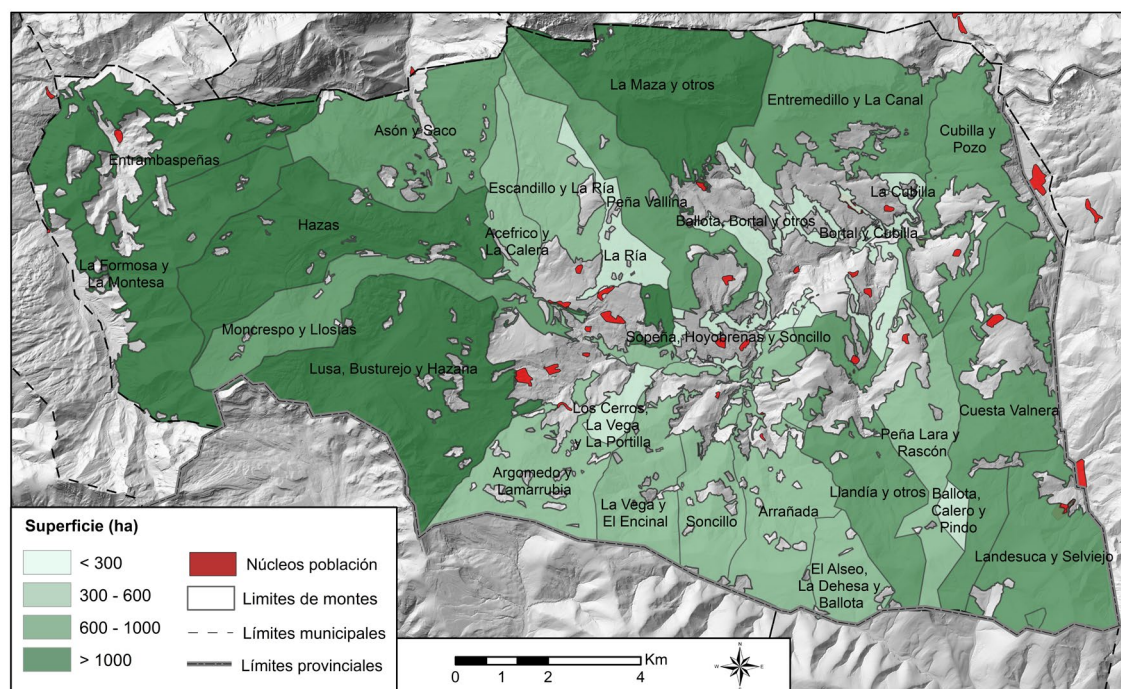 La Maza y otros
Entremedillo y La Canal
Asón y Saco
Cubilla y
Pozo
Entrambaspeñas
Escandillo y La Ría
La Cubilla
Peña Vallina
Hazas
Ballota, Bortal y otros
Acefrico y
La Calera
Bortal y Cubilla
La Ría
La Formosa y
La Montesa
Moncrespo y Llosías
Sopeña, Hoyobrenas y Soncillo
Lusa, Busturejo y Hazana
Los Cerros,
La Vega
y La Portilla
Cuesta Valnera
Peña Lara y
Rascón
Argomedo y
Lamarrubia
Llandía y otros
Ballota,
Calero y
Pindo
La Vega y
El Encinal
Soncillo
Arrañada
Landesuca y Selviejo
El Alseo,
La Dehesa y
Ballota
Superficie (ha)
< 300
300 - 600
600 - 1000
> 1000
Núcleos población
Limites de montes
Límites municipales
Límites provinciales
Km
0 1 2 4
N
W E
S